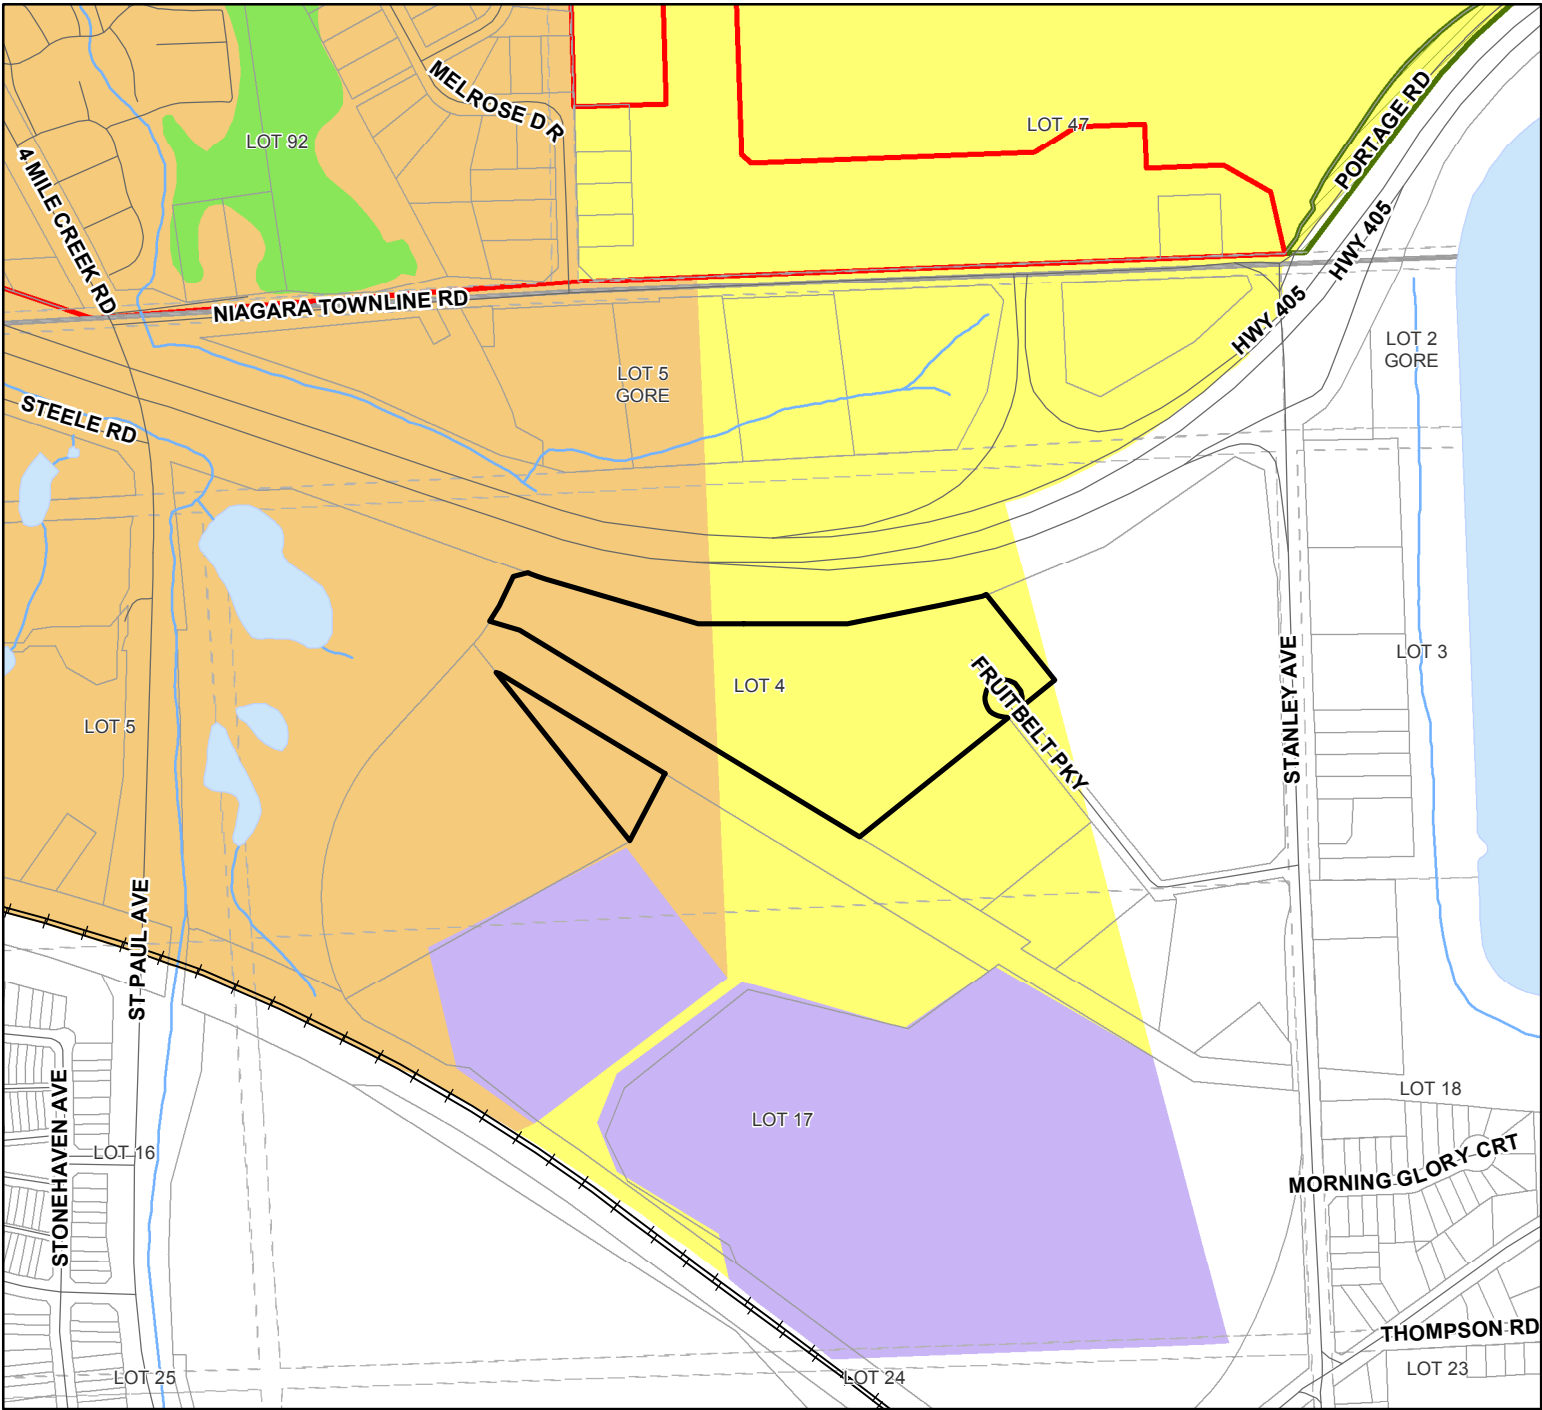 MELROSE D R
LOT 92
LOT 47
PORTAGE RD
4 MILE CREEK RD
HWY 405
NIAGARA TOWNLINE RD
HWY 405
LOT 2
GORE
LOT 5
GORE
STEELE RD
LOT 3
LOT 4
FRUITBELT PKY
STANLEY AVE
LOT 5
ST PAUL AVE
LOT 18
LOT 17
STONEHAVEN AVE
LOT 16
MORNING GLORY CRT
THOMPSON RD
LOT 23
LOT 25
LOT 24